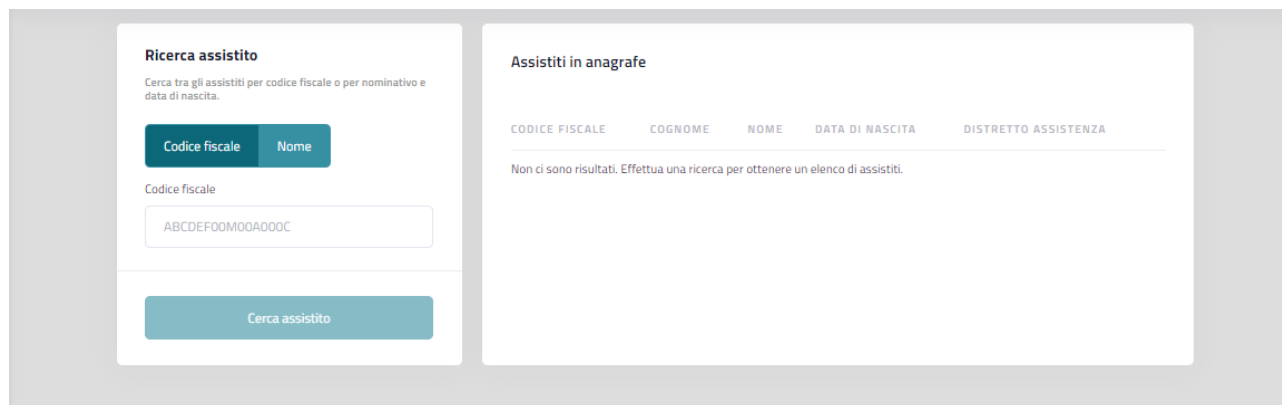 Ricerca assistito
Cerca tra gli assistiti per codice fiscale o per nominativo e
data di nascita.
Codice fiscale Nome
Codice fiscale
ABCDEF00M00A000C
Cerca assistito
Assistiti in anagrafe
CODICE FISCALE COGNOME NOME DATA DI NASCITA DISTRETTO ASSISTENZA
Non ci sono risultati. Effettua una ricerca per ottenere un elenco di assistiti.